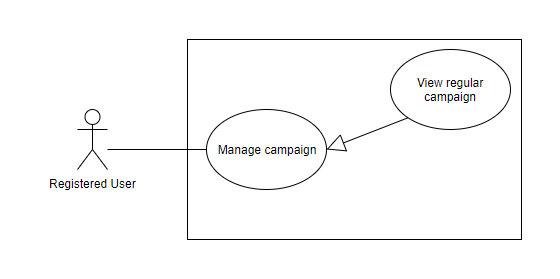 View regular
campaign
Manage campaign
Registered User